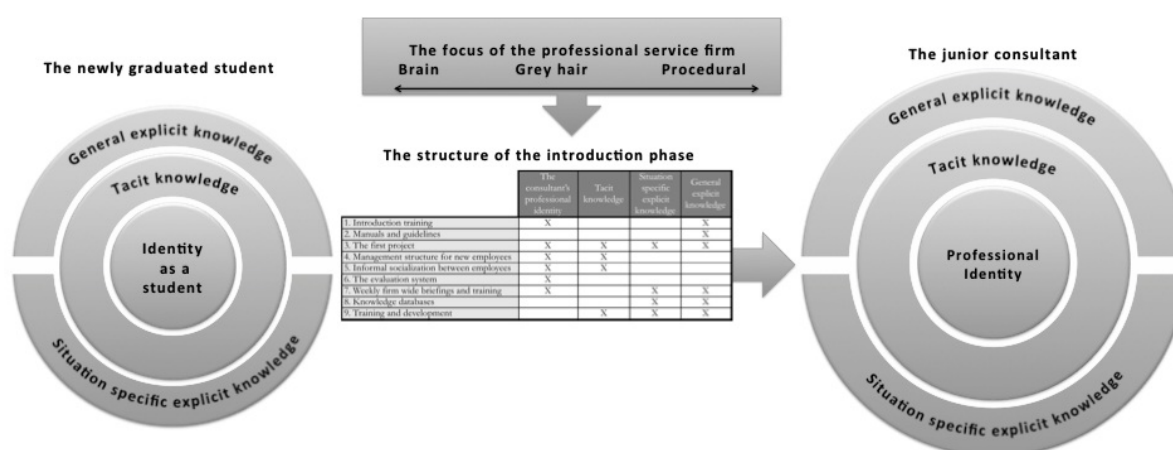 The focus of the professional service firm
Brain Grey hair Procedural
The newly graduated student
General explicit knowledge
Tacit knowledge
Identity
as a
student
Situation specific explicit knowledge
The structure of the introduction phase
The consultant's professional identity
Tacit knowledge
Situation specific explicit knowledge
General explicit knowledge
1. Introduction training X X
2. Manuals and guidelines X
3. The first project X X X X
4. Management structure for new employees X X
5. Informal socialization between employees X X
6. The evaluation system X
7. Weekly firm wide briefings and training X X X
8. Knowledge databases X X
9. Training and development X X X
The junior consultant
General explicit knowledge
Tacit knowledge
Professional
Identity
Situation specific explicit knowledge